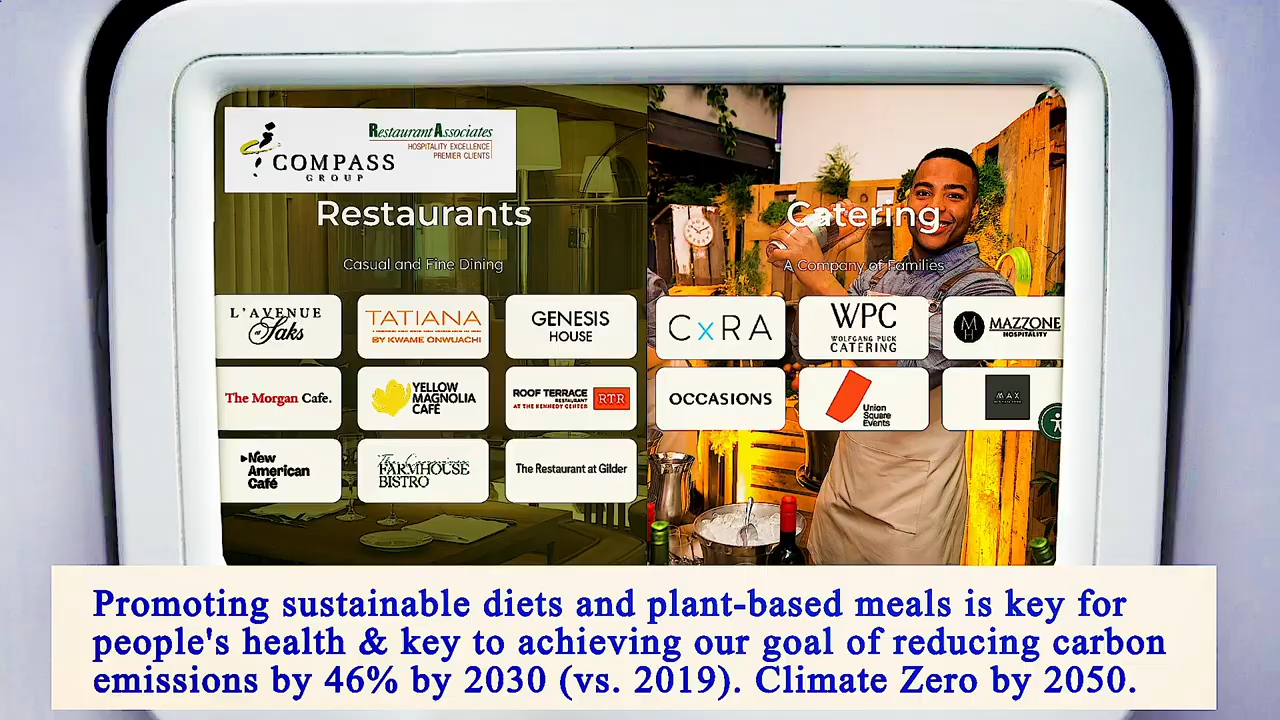 COMPASS
GROUP
Restaurant Associates
HOSPITALITY EXCELLENCE
PREMIER CLIENTS
Restaurants
Casual and Fine Dining
L'AVENUE
at Saks
TATIANA
BY KWAME ONWUACHI
GENESIS
HOUSE
The Morgan Cafe.
YELLOW
MAGNOLIA
CAFÉ
ROOF TERRACE
RESTAURANT
AT THE KENNEDY CENTER
RTR
New
American
Café
FARMHOUSE
BISTRO
The Restaurant at Gilder
Catering
A Company of Families
CxRA
WPC
WOLFGANG PUCK
CATERING
MH
MAZZONE
HOSPITALITY
OCCASIONS
Union
Square
Events
MAX
Promoting sustainable diets and plant-based meals is key for
people's health & key to achieving our goal of reducing carbon
emissions by 46% by 2030 (vs. 2019). Climate Zero by 2050.